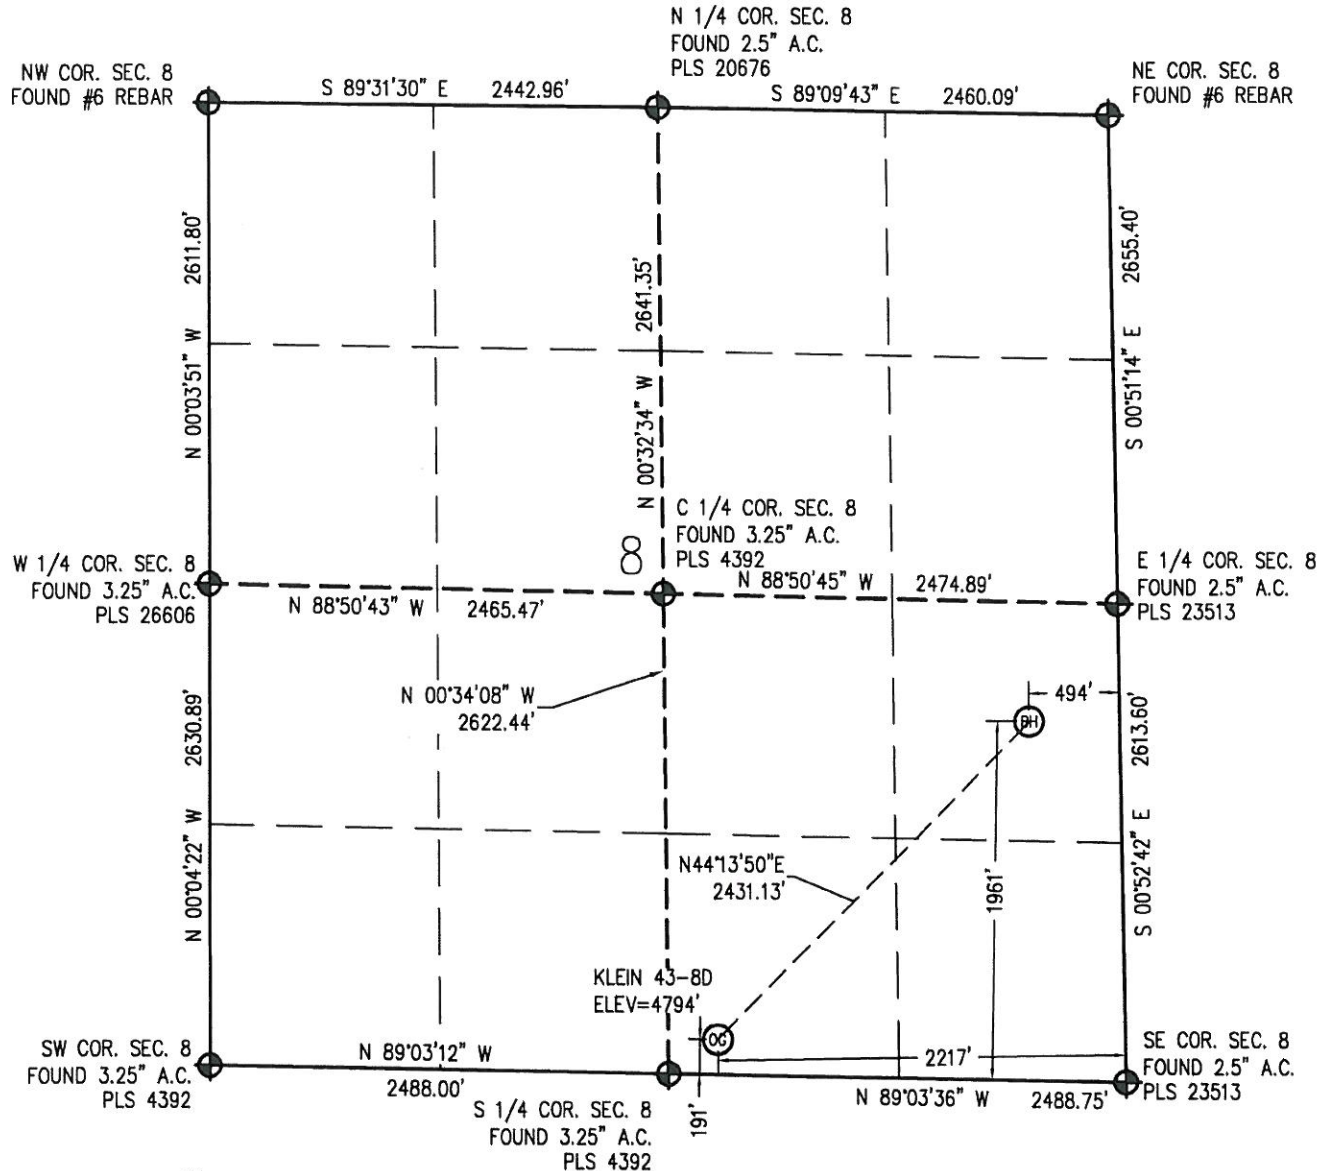 N 1/4 COR. SEC. 8
FOUND 2.5" A.C.
PLS 20676
NW COR. SEC. 8
FOUND #6 REBAR
S 89°31'30" E 2442.96'
S 89°09'43" E 2460.09'
NE COR. SEC. 8
FOUND #6 REBAR
N 00°03'51" W 2611.80'
N 00°32'34" W 2641.35'
S 00°51'14" E 2655.40'
C 1/4 COR. SEC. 8
FOUND 3.25" A.C.
PLS 4392
8
W 1/4 COR. SEC. 8
FOUND 3.25" A.C.
PLS 26606
N 88°50'43" W 2465.47'
N 88°50'45" W 2474.89'
E 1/4 COR. SEC. 8
FOUND 2.5" A.C.
PLS 23513
N 00°34'08" W
2622.44'
494'
BH
N 00°04'22" W 2630.89'
S 00°52'42" E 2613.60'
N44°13'50"E
2431.13'
1961'
KLEIN 43-8D
ELEV=4794'
OG
2217'
SW COR. SEC. 8
FOUND 3.25" A.C.
PLS 4392
N 89°03'12" W
2488.00'
S 1/4 COR. SEC. 8
FOUND 3.25" A.C.
PLS 4392
191'
N 89°03'36" W 2488.75'
SE COR. SEC. 8
FOUND 2.5" A.C.
PLS 23513